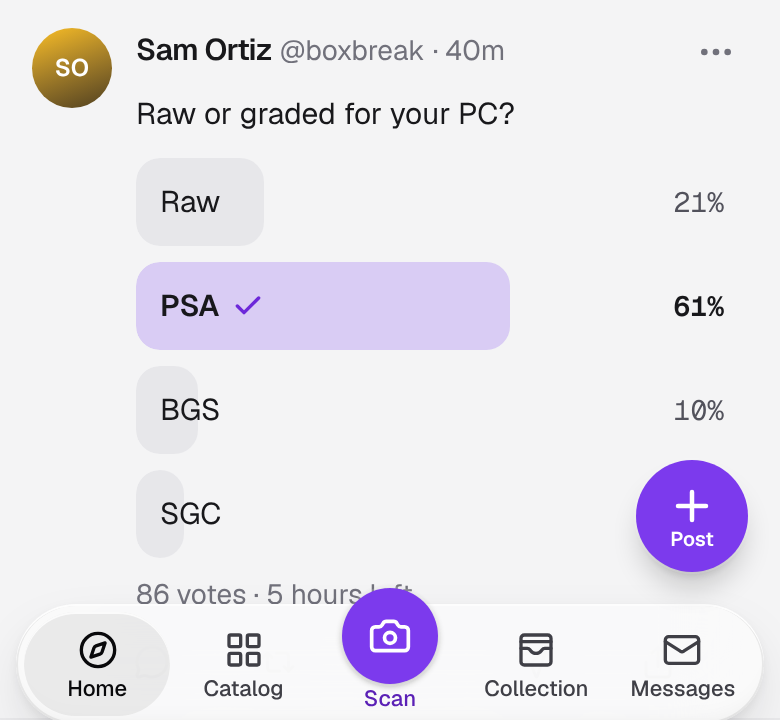 SO
Sam Ortiz @boxbreak · 40m
Raw or graded for your PC?
Raw 21%
PSA 61%
BGS 10%
SGC
Post
86 votes · 5 hours left
Home Catalog Scan Collection Messages